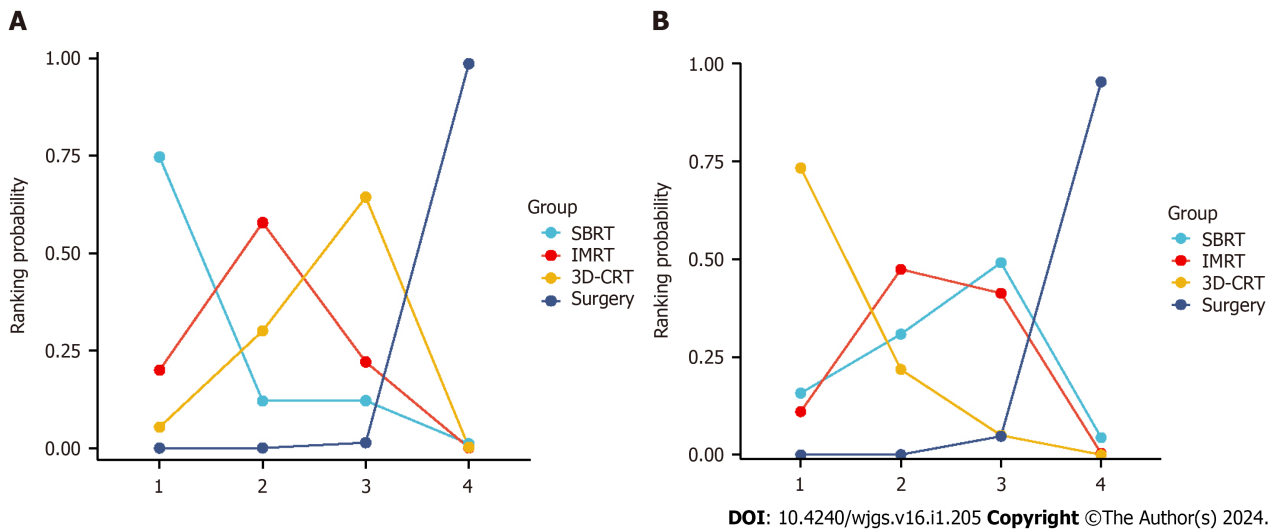 A
1.00
0.75
0.50
0.25
0.00
Ranking probability
1 2 3 4
Group
SBRT
IMRT
3D-CRT
Surgery
B
1.00
0.75
0.50
0.25
0.00
Ranking probability
1 2 3 4
Group
SBRT
IMRT
3D-CRT
Surgery
DOI: 10.4240/wjgs.v16.i1.205 Copyright ©The Author(s) 2024.